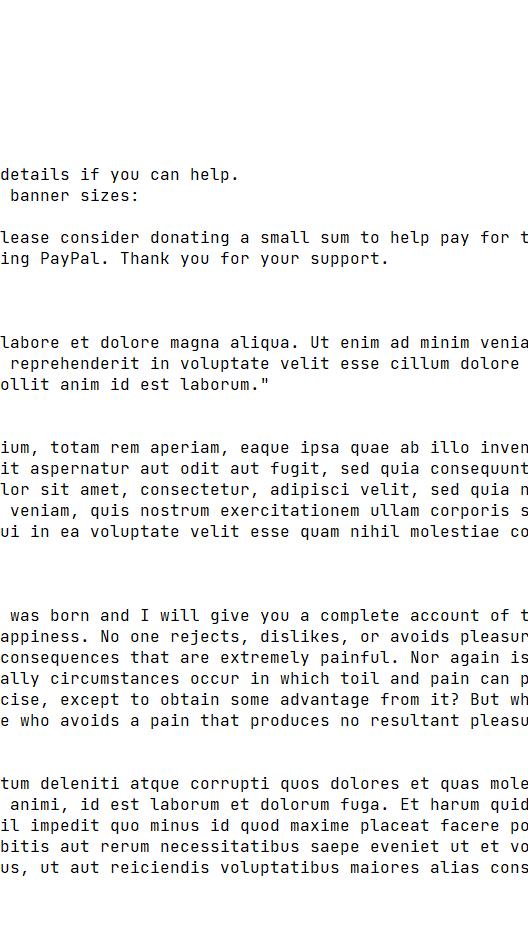 details if you can help.
banner sizes:
lease consider donating a small sum to help pay for t
ing PayPal. Thank you for your support.
labore et dolore magna aliqua. Ut enim ad minim venia
reprehenderit in voluptate velit esse cillum dolore
ollit anim id est laborum."
ium, totam rem aperiam, eaque ipsa quae ab illo inven
it aspernatur aut odit aut fugit, sed quia consequunt
lor sit amet, consectetur, adipisci velit, sed quia n
veniam, quis nostrum exercitationem ullam corporis s
ui in ea voluptate velit esse quam nihil molestiae co
was born and I will give you a complete account of t
appiness. No one rejects, dislikes, or avoids pleasur
consequences that are extremely painful. Nor again is
ally circumstances occur in which toil and pain can p
cise, except to obtain some advantage from it? But wh
e who avoids a pain that produces no resultant pleasu
tum deleniti atque corrupti quos dolores et quas mole
animi, id est laborum et dolorum fuga. Et harum quid
il impedit quo minus id quod maxime placeat facere po
bitis aut rerum necessitatibus saepe eveniet ut et vo
us, ut aut reiciendis voluptatibus maiores alias cons